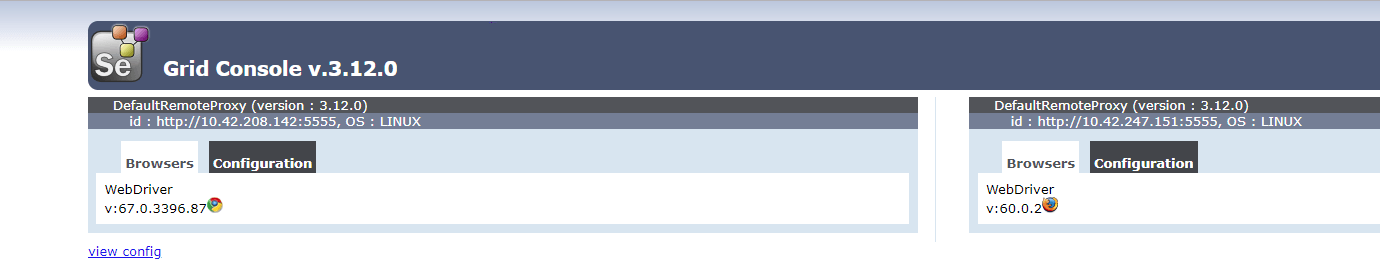 Se
Grid Console v.3.12.0
DefaultRemoteProxy (version : 3.12.0)
id : http://10.42.208.142:5555, OS : LINUX
Browsers Configuration
WebDriver
v:67.0.3396.87
DefaultRemoteProxy (version : 3.12.0)
id : http://10.42.247.151:5555, OS : LINUX
Browsers Configuration
WebDriver
v:60.0.2
view config